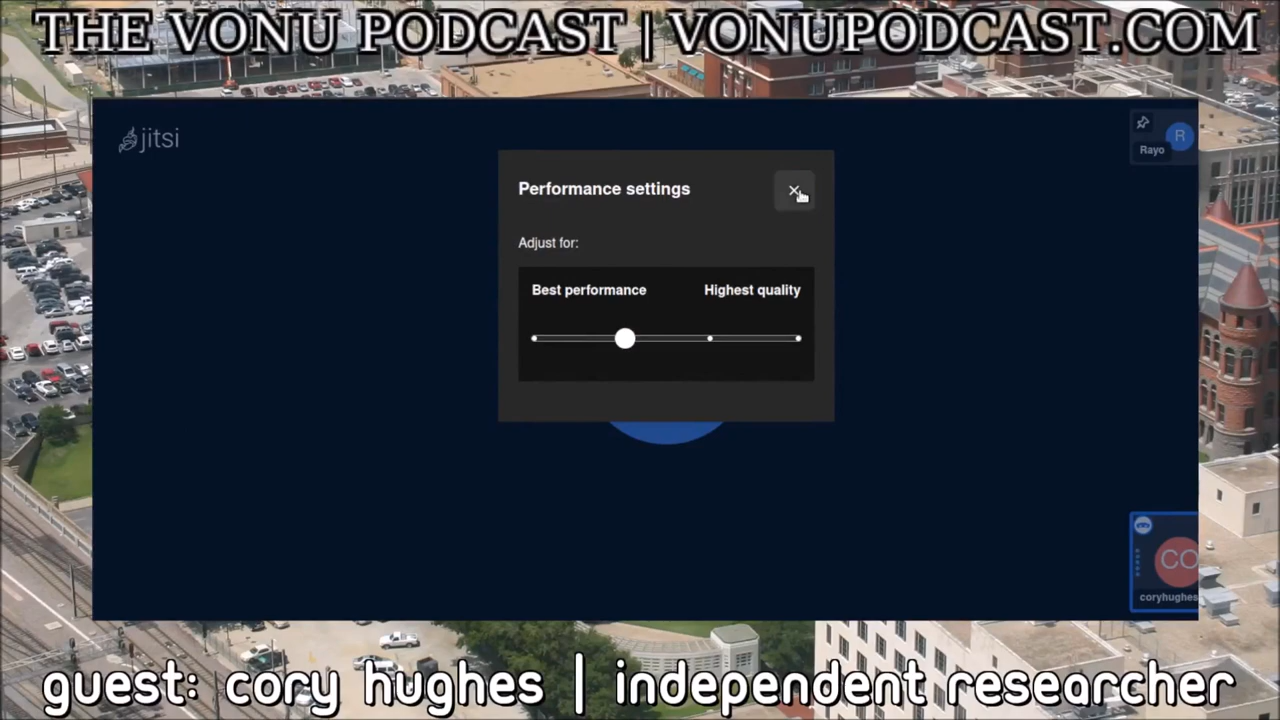 THE VONU PODCAST | VONUPODCAST.COM
jitsi
R
Rayo
Performance settings
Adjust for:
Best performance Highest quality
CO
coryhughes
guest: cory hughes | independent researcher